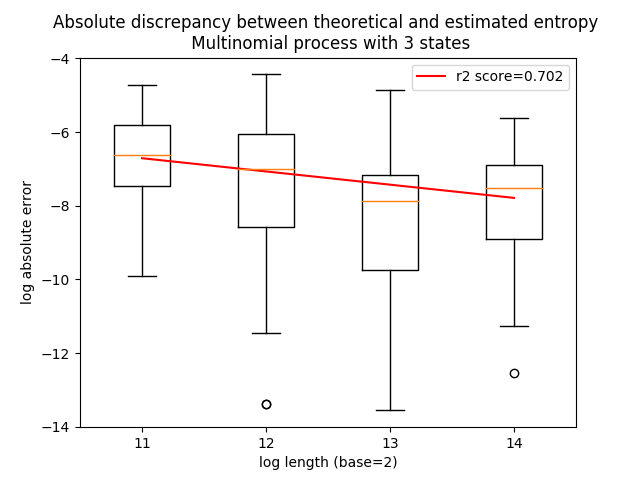 Absolute discrepancy between theoretical and estimated entropy
Multinomial process with 3 states
r2 score=0.702
−4
−6
−8
−10
−12
−14
log absolute error
11 12 13 14
log length (base=2)